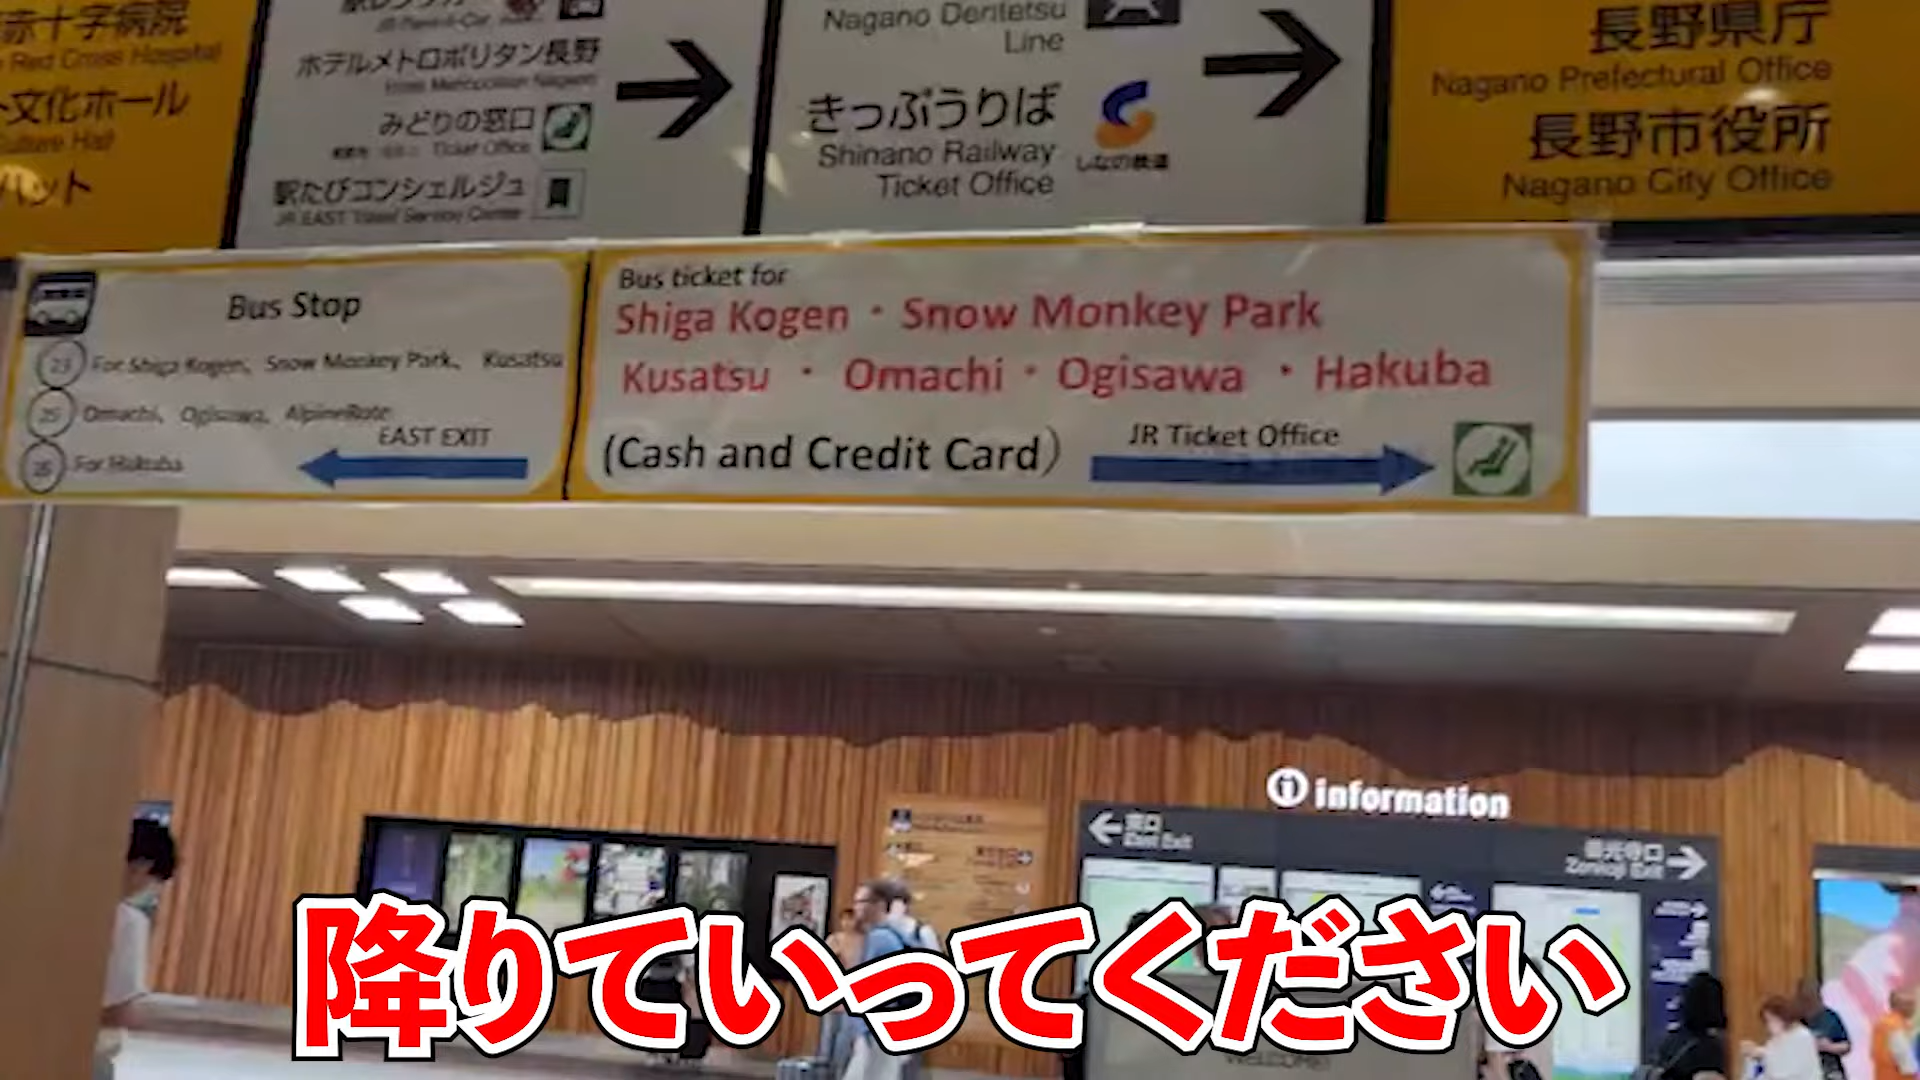 赤十字病院
Red Cross Hospital
文化ホール
Culture Hall
ホテルメトロポリタン長野
みどりの窓口
Ticket Office
駅たびコンシェルジュ
JR EAST Travel Service Center
Nagano Dentetsu
Line
きっぷうりば
Shinano Railway
Ticket Office
しなの鉄道
長野県庁
Nagano Prefectural Office
長野市役所
Nagano City Office
Bus Stop
23 For Shiga Kogen、 Snow Monkey Park、 Kusatsu
25 Omachi、 Ogisawa、 AlpineRote
EAST EXIT
For Hakuba
Bus ticket for
Shiga Kogen・Snow Monkey Park
Kusatsu ・ Omachi・Ogisawa ・Hakuba
(Cash and Credit Card)
JR Ticket Office
information
East Exit
善光寺口
Zenkoji Exit
降りていってください